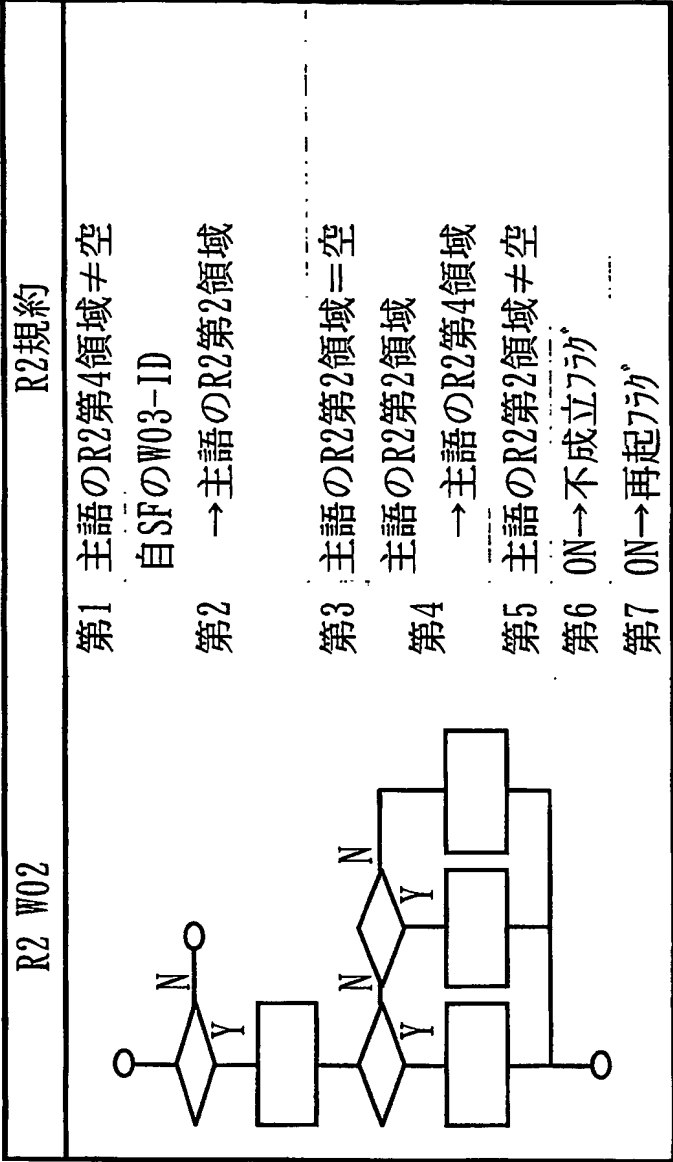 R2 W02
R2規約
N
Y
N
N
Y
Y
第1 主語のR2第4領域≠空
自SFのW03-ID
第2 →主語のR2第2領域
第3 主語のR2第2領域=空
主語のR2第2領域
第4 →主語のR2第4領域
第5 主語のR2第2領域≠空
第6 ON→不成立ﾌﾗｸﾞ
第7 ON→再起ﾌﾗｸﾞ